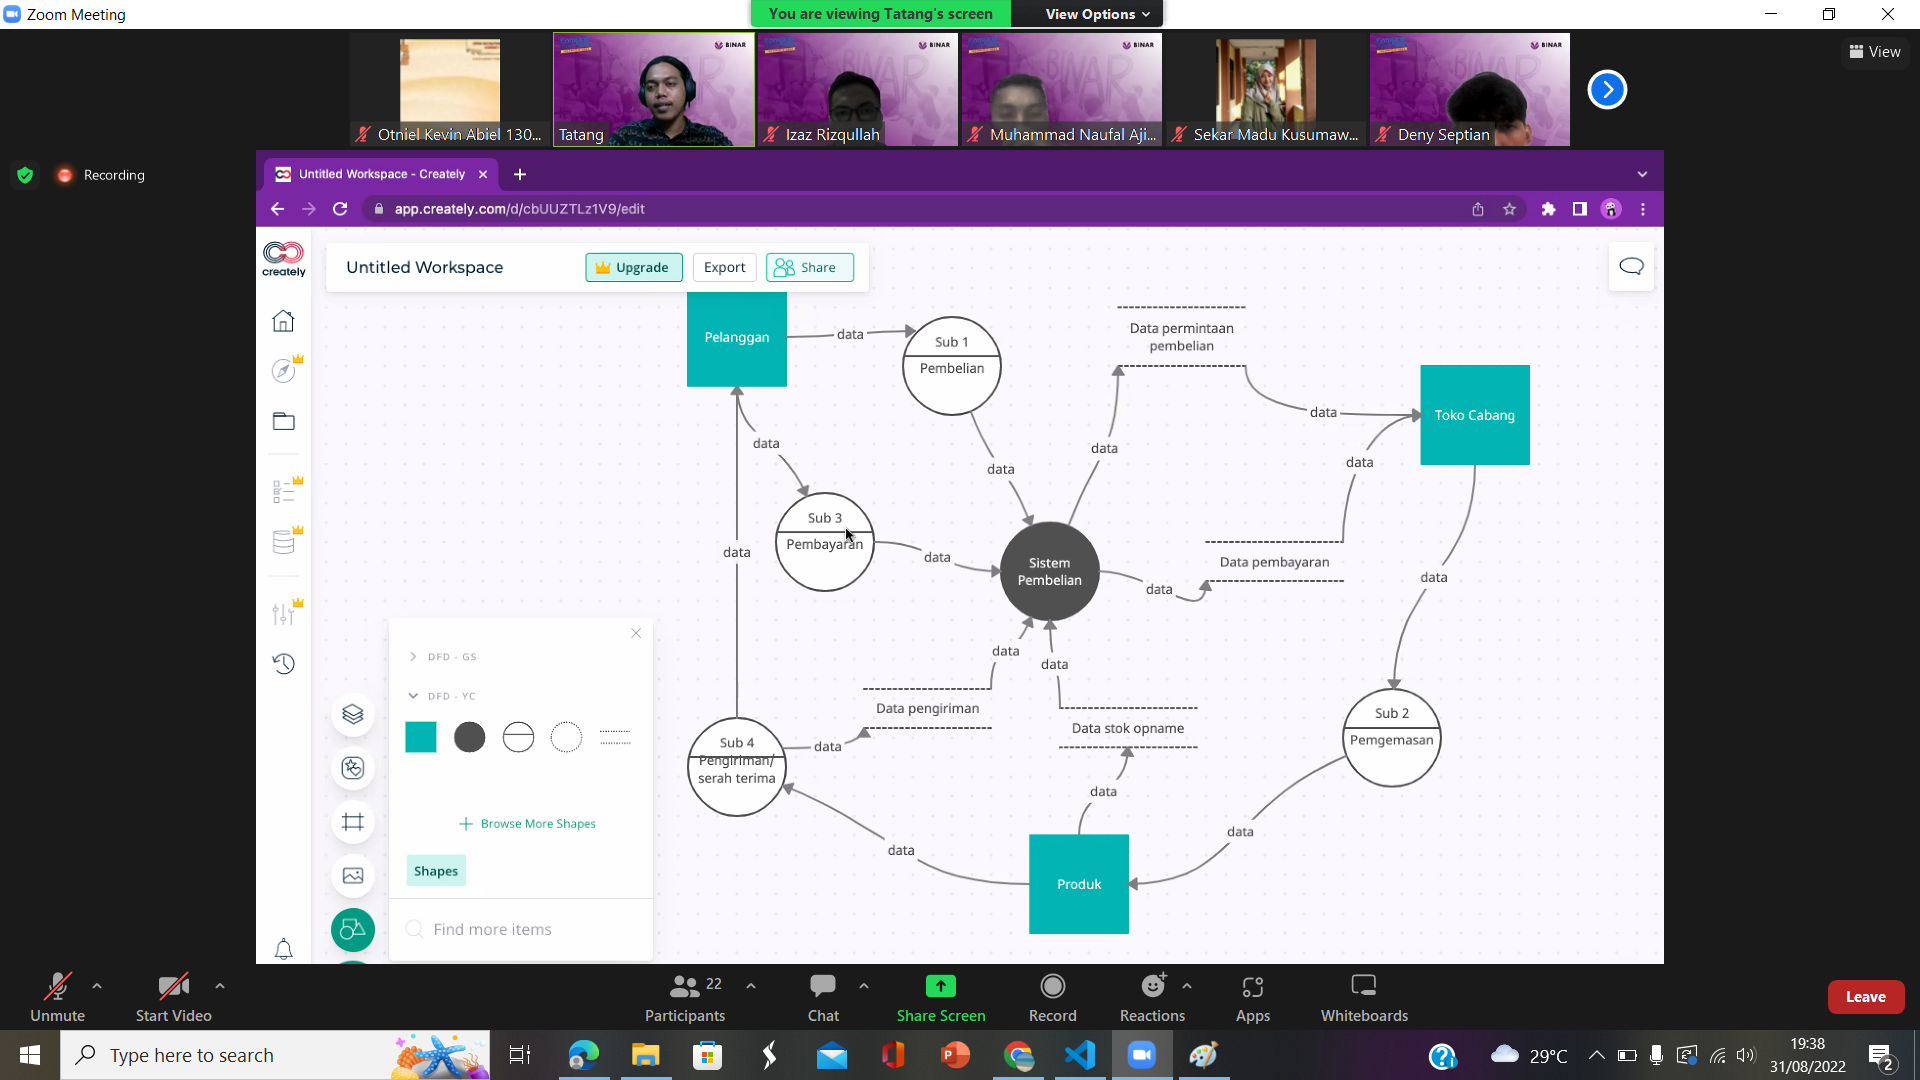 Zoom Meeting
You are viewing Tatang's screen
View Options
View
BINAR
BINAR
BINAR
BINAR
Otniel Kevin Abiel 130...
Tatang
Izaz Rizqullah
Muhammad Naufal Aji...
Sekar Madu Kusumaw...
Deny Septian
Recording
Untitled Workspace - Creately
app.creately.com/d/cbUUZTLz1V9/edit
creately
Untitled Workspace
Upgrade
Export
Share
Pelanggan
data
Sub 1
Pembelian
Data permintaan
pembelian
data
Toko Cabang
data
data
data
data
Sub 3
Pembayaran
data
data
Sistem
Pembelian
data
Data pembayaran
data
data
data
Data pengiriman
Data stok opname
Sub 2
Pemgemasan
Sub 4
Pengiriman/
serah terima
data
data
data
data
Produk
DFD - GS
DFD - YC
Browse More Shapes
Shapes
Find more items
Unmute
Start Video
22
Participants
Chat
Share Screen
Record
Reactions
Apps
Whiteboards
Leave
Type here to search
29°C
19:38
31/08/2022
2